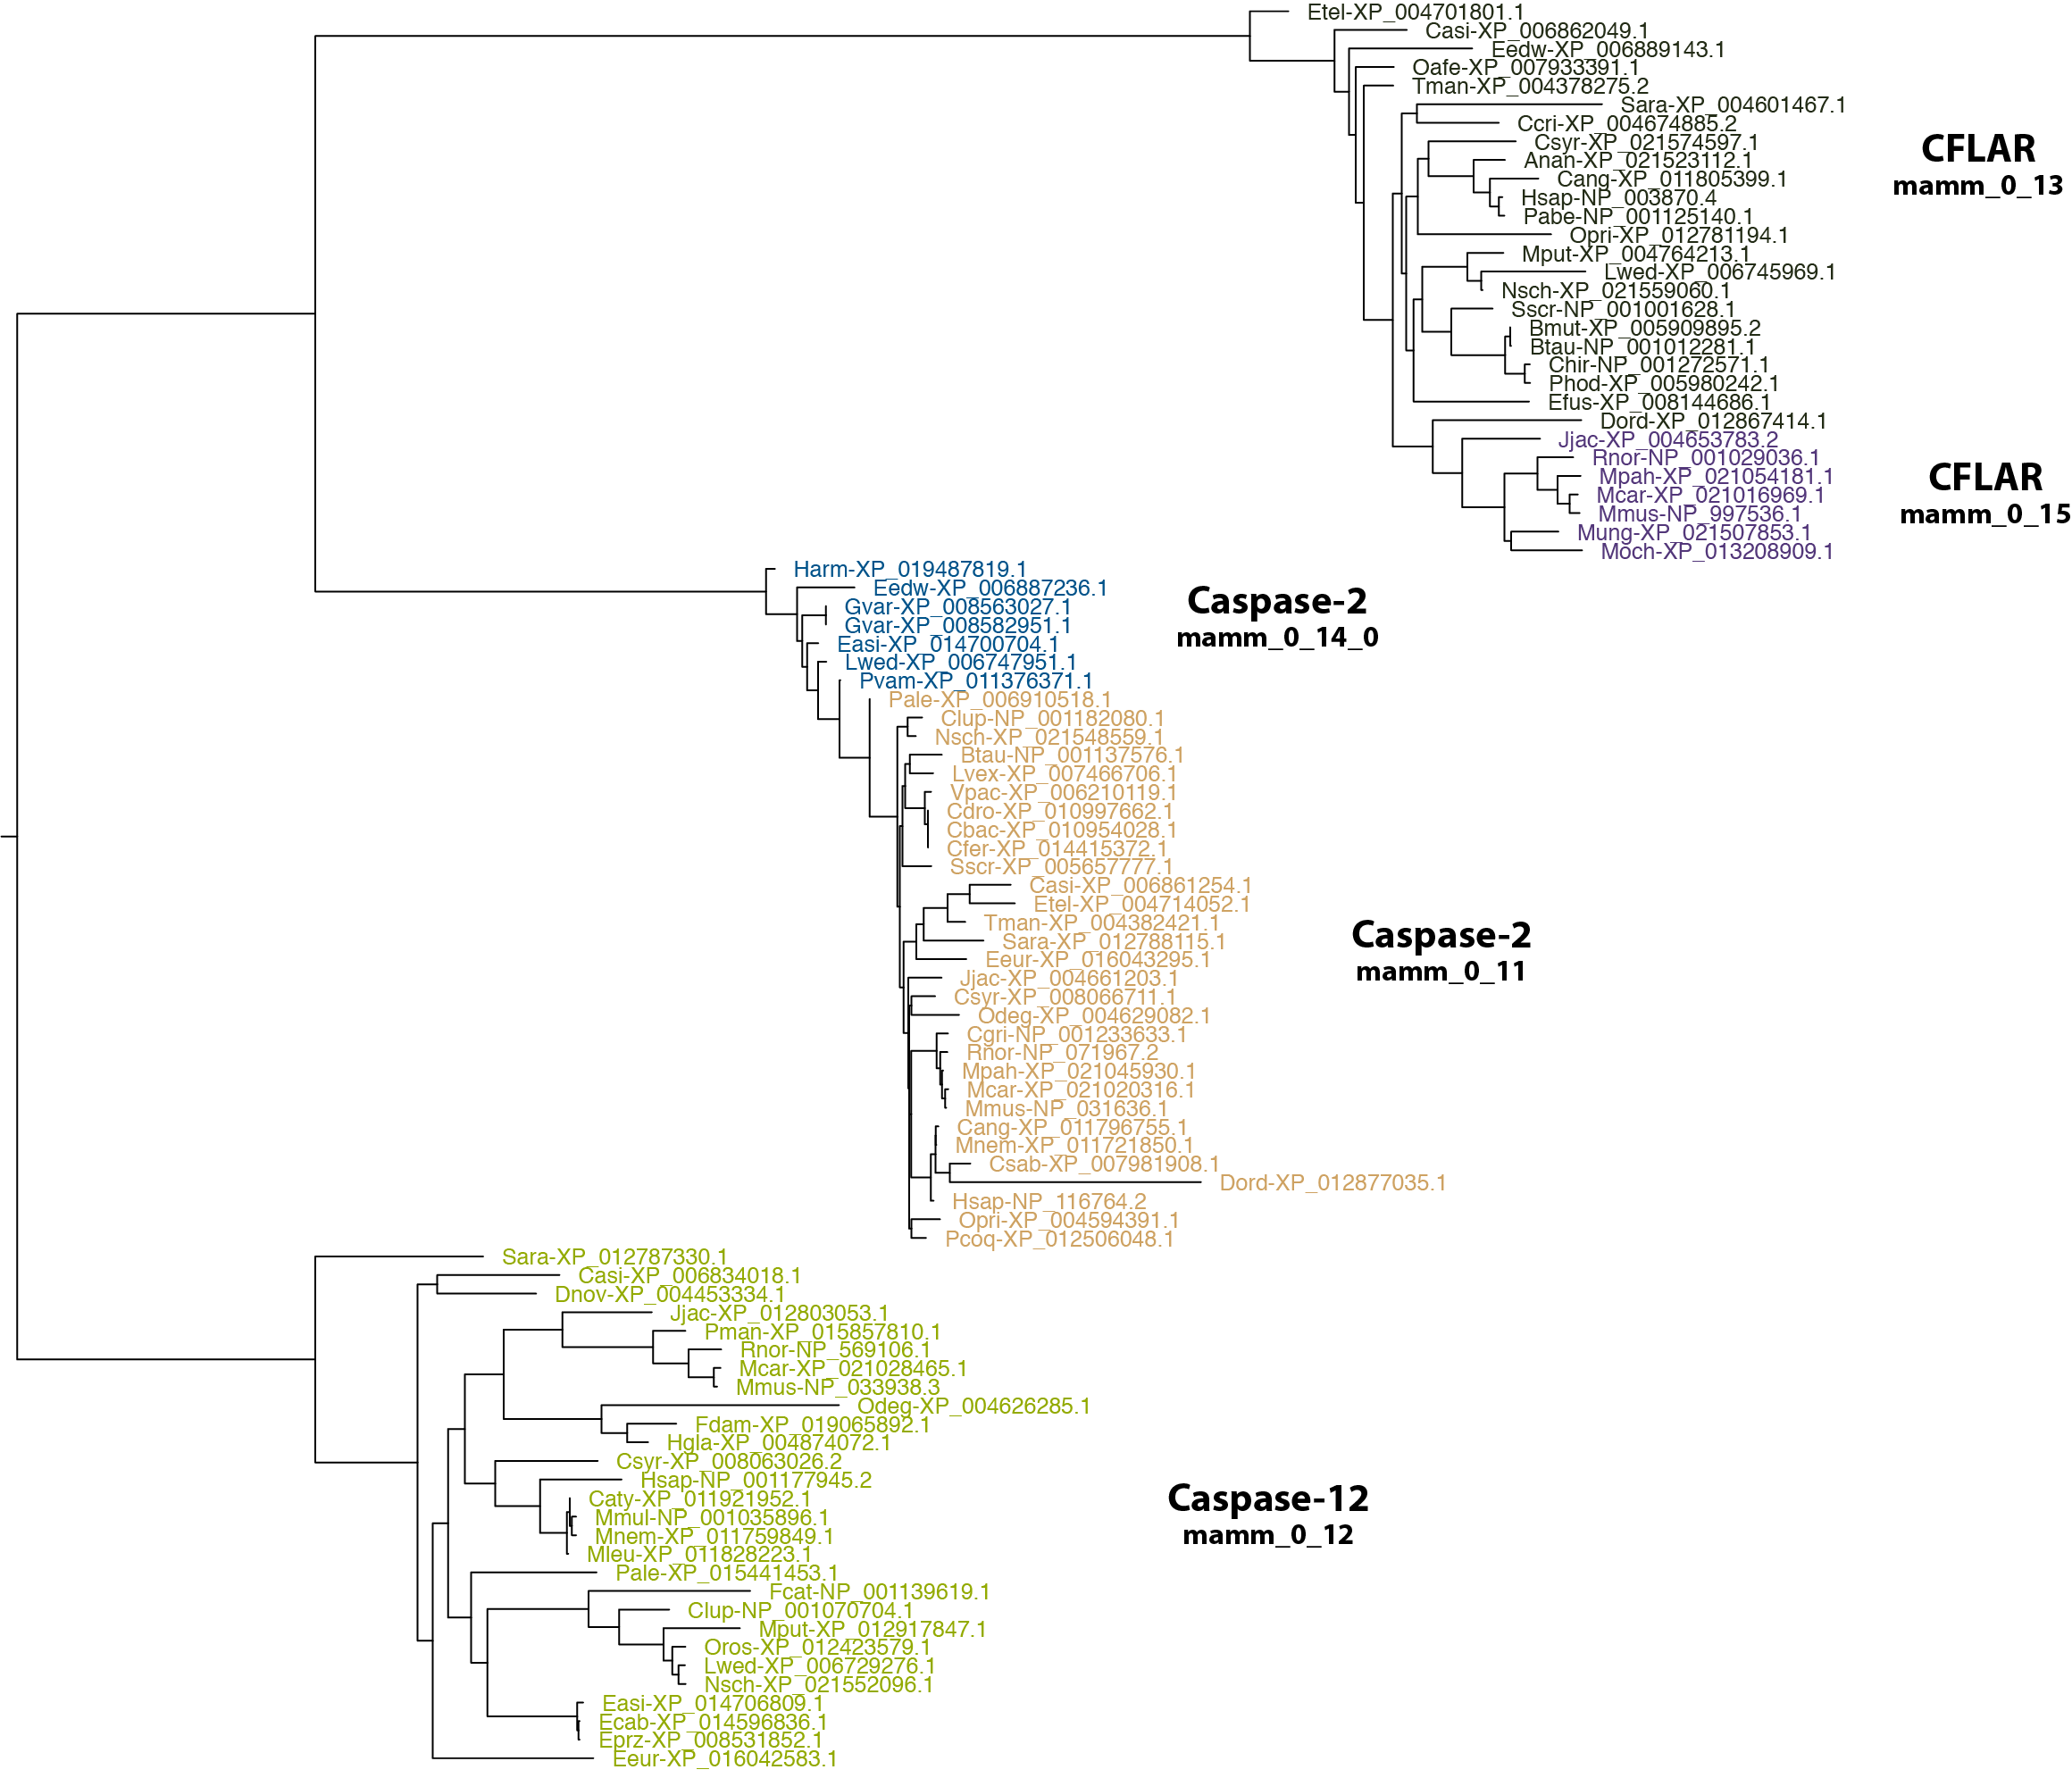 Etel-XP_004701801.1
Casi-XP_006862049.1
Eedw-XP_006889143.1
Oafe-XP_007933391.1
Tman-XP_004378275.2
Sara-XP_004601467.1
Ccri-XP_004674885.2
Csyr-XP_021574597.1
Anan-XP_021523112.1
Cang-XP_011805399.1
Hsap-NP_003870.4
Pabe-NP_001125140.1
Opri-XP_012781194.1
Mput-XP_004764213.1
Lwed-XP_006745969.1
Nsch-XP_021559060.1
Sscr-NP_001001628.1
Bmut-XP_005909895.2
Btau-NP_001012281.1
Chir-NP_001272571.1
Phod-XP_005980242.1
Efus-XP_008144686.1
Dord-XP_012867414.1
CFLAR
mamm_0_13
Jjac-XP_004653783.2
Rnor-NP_001029036.1
Mpah-XP_021054181.1
Mcar-XP_021016969.1
Mmus-NP_997536.1
Mung-XP_021507853.1
Moch-XP_013208909.1
CFLAR
mamm_0_15
Harm-XP_019487819.1
Eedw-XP_006887236.1
Gvar-XP_008563027.1
Gvar-XP_008582951.1
Easi-XP_014700704.1
Lwed-XP_006747951.1
Pvam-XP_011376371.1
Caspase-2
mamm_0_14_0
Pale-XP_006910518.1
Clup-NP_001182080.1
Nsch-XP_021548559.1
Btau-NP_001137576.1
Lvex-XP_007466706.1
Vpac-XP_006210119.1
Cdro-XP_010997662.1
Cbac-XP_010954028.1
Cfer-XP_014415372.1
Sscr-XP_005657777.1
Casi-XP_006861254.1
Etel-XP_004714052.1
Tman-XP_004382421.1
Sara-XP_012788115.1
Eeur-XP_016043295.1
Jjac-XP_004661203.1
Csyr-XP_008066711.1
Odeg-XP_004629082.1
Cgri-NP_001233633.1
Rnor-NP_071967.2
Mpah-XP_021045930.1
Mcar-XP_021020316.1
Mmus-NP_031636.1
Cang-XP_011796755.1
Mnem-XP_011721850.1
Csab-XP_007981908.1
Dord-XP_012877035.1
Hsap-NP_116764.2
Opri-XP_004594391.1
Pcoq-XP_012506048.1
Caspase-2
mamm_0_11
Sara-XP_012787330.1
Casi-XP_006834018.1
Dnov-XP_004453334.1
Jjac-XP_012803053.1
Pman-XP_015857810.1
Rnor-NP_569106.1
Mcar-XP_021028465.1
Mmus-NP_033938.3
Odeg-XP_004626285.1
Fdam-XP_019065892.1
Hgla-XP_004874072.1
Csyr-XP_008063026.2
Hsap-NP_001177945.2
Caty-XP_011921952.1
Mmul-NP_001035896.1
Mnem-XP_011759849.1
Mleu-XP_011828223.1
Pale-XP_015441453.1
Fcat-NP_001139619.1
Clup-NP_001070704.1
Mput-XP_012917847.1
Oros-XP_012423579.1
Lwed-XP_006729276.1
Nsch-XP_021552096.1
Easi-XP_014706809.1
Ecab-XP_014596836.1
Eprz-XP_008531852.1
Eeur-XP_016042583.1
Caspase-12
mamm_0_12